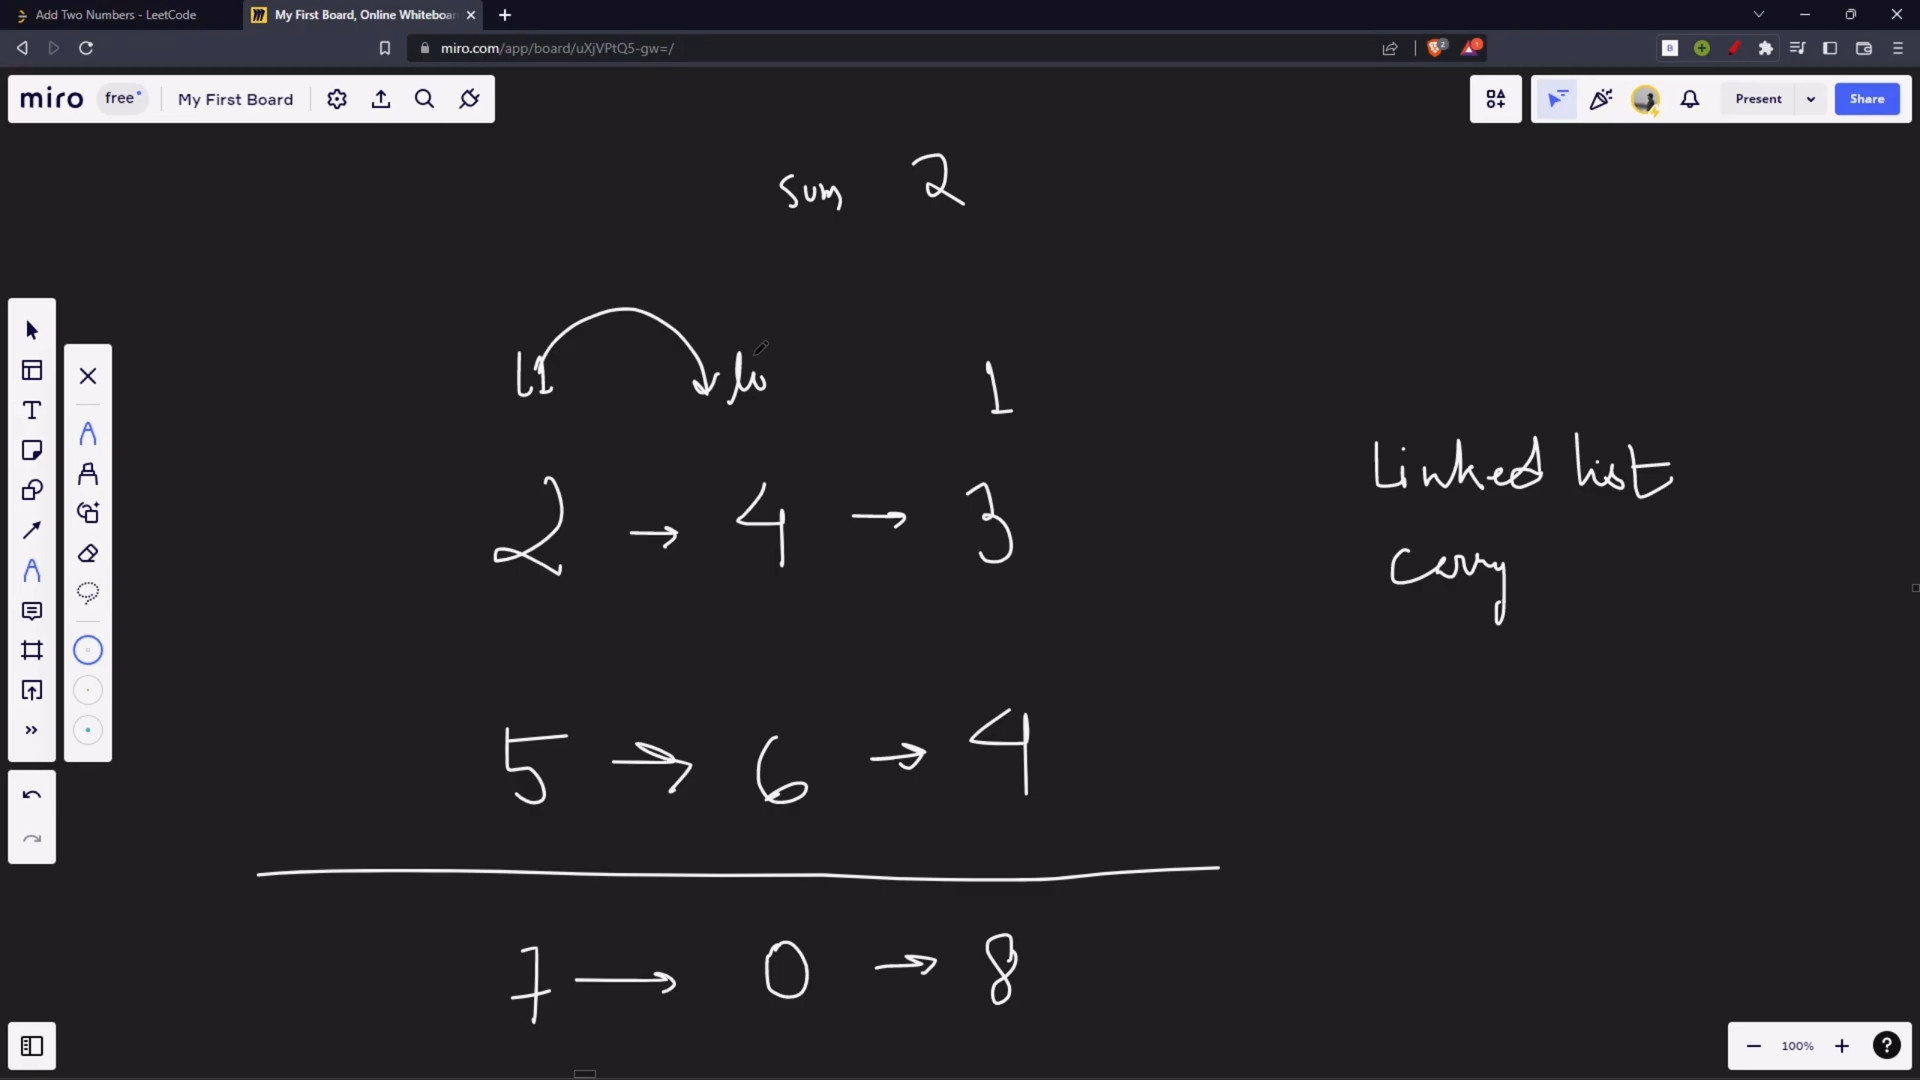 Add Two Numbers - LeetCode
My First Board, Online Whiteboa
miro.com/app/board/uXjVPtQ5-gw=/
miro free My First Board
Present Share
Sum 2
l1
1
2 → 4 → 3
Linked list
carry
5 → 6 → 4
7 → 0 → 8
100%